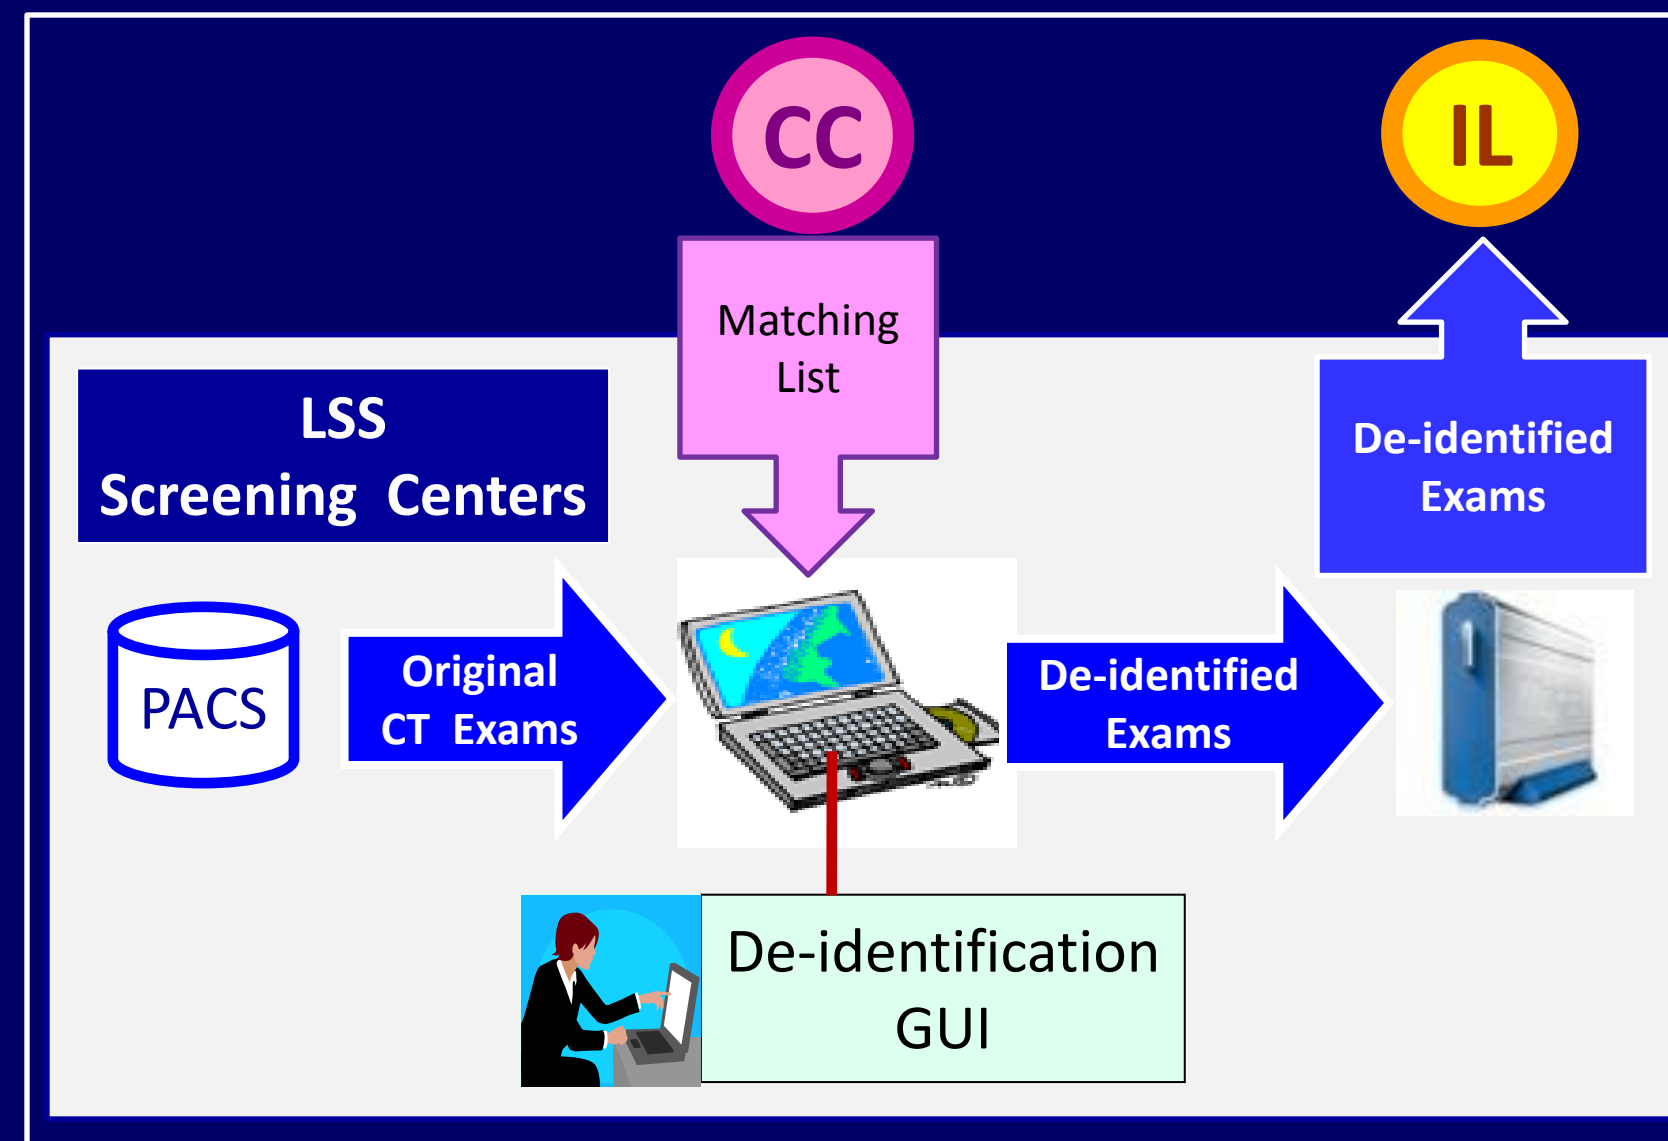 CC
IL
Matching
List
LSS
Screening Centers
De-identified
Exams
PACS
Original
CT Exams
De-identified
Exams
De-identification
GUI